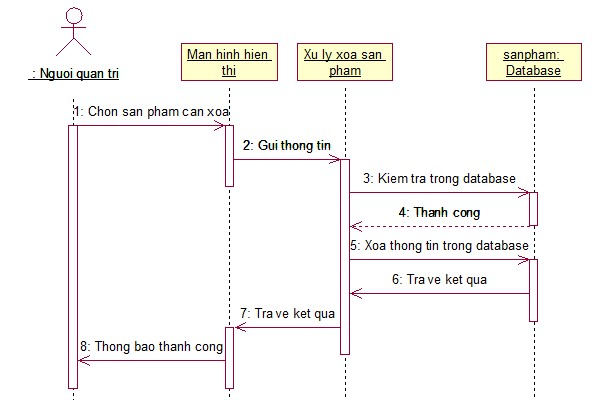 : Nguoi quan tri
Man hinh hien
thi
Xu ly xoa san
pham
sanpham:
Database
1: Chon san pham can xoa
2: Gui thong tin
3: Kiem tra trong database
4: Thanh cong
5: Xoa thong tin trong database
6: Tra ve ket qua
7: Tra ve ket qua
8: Thong bao thanh cong